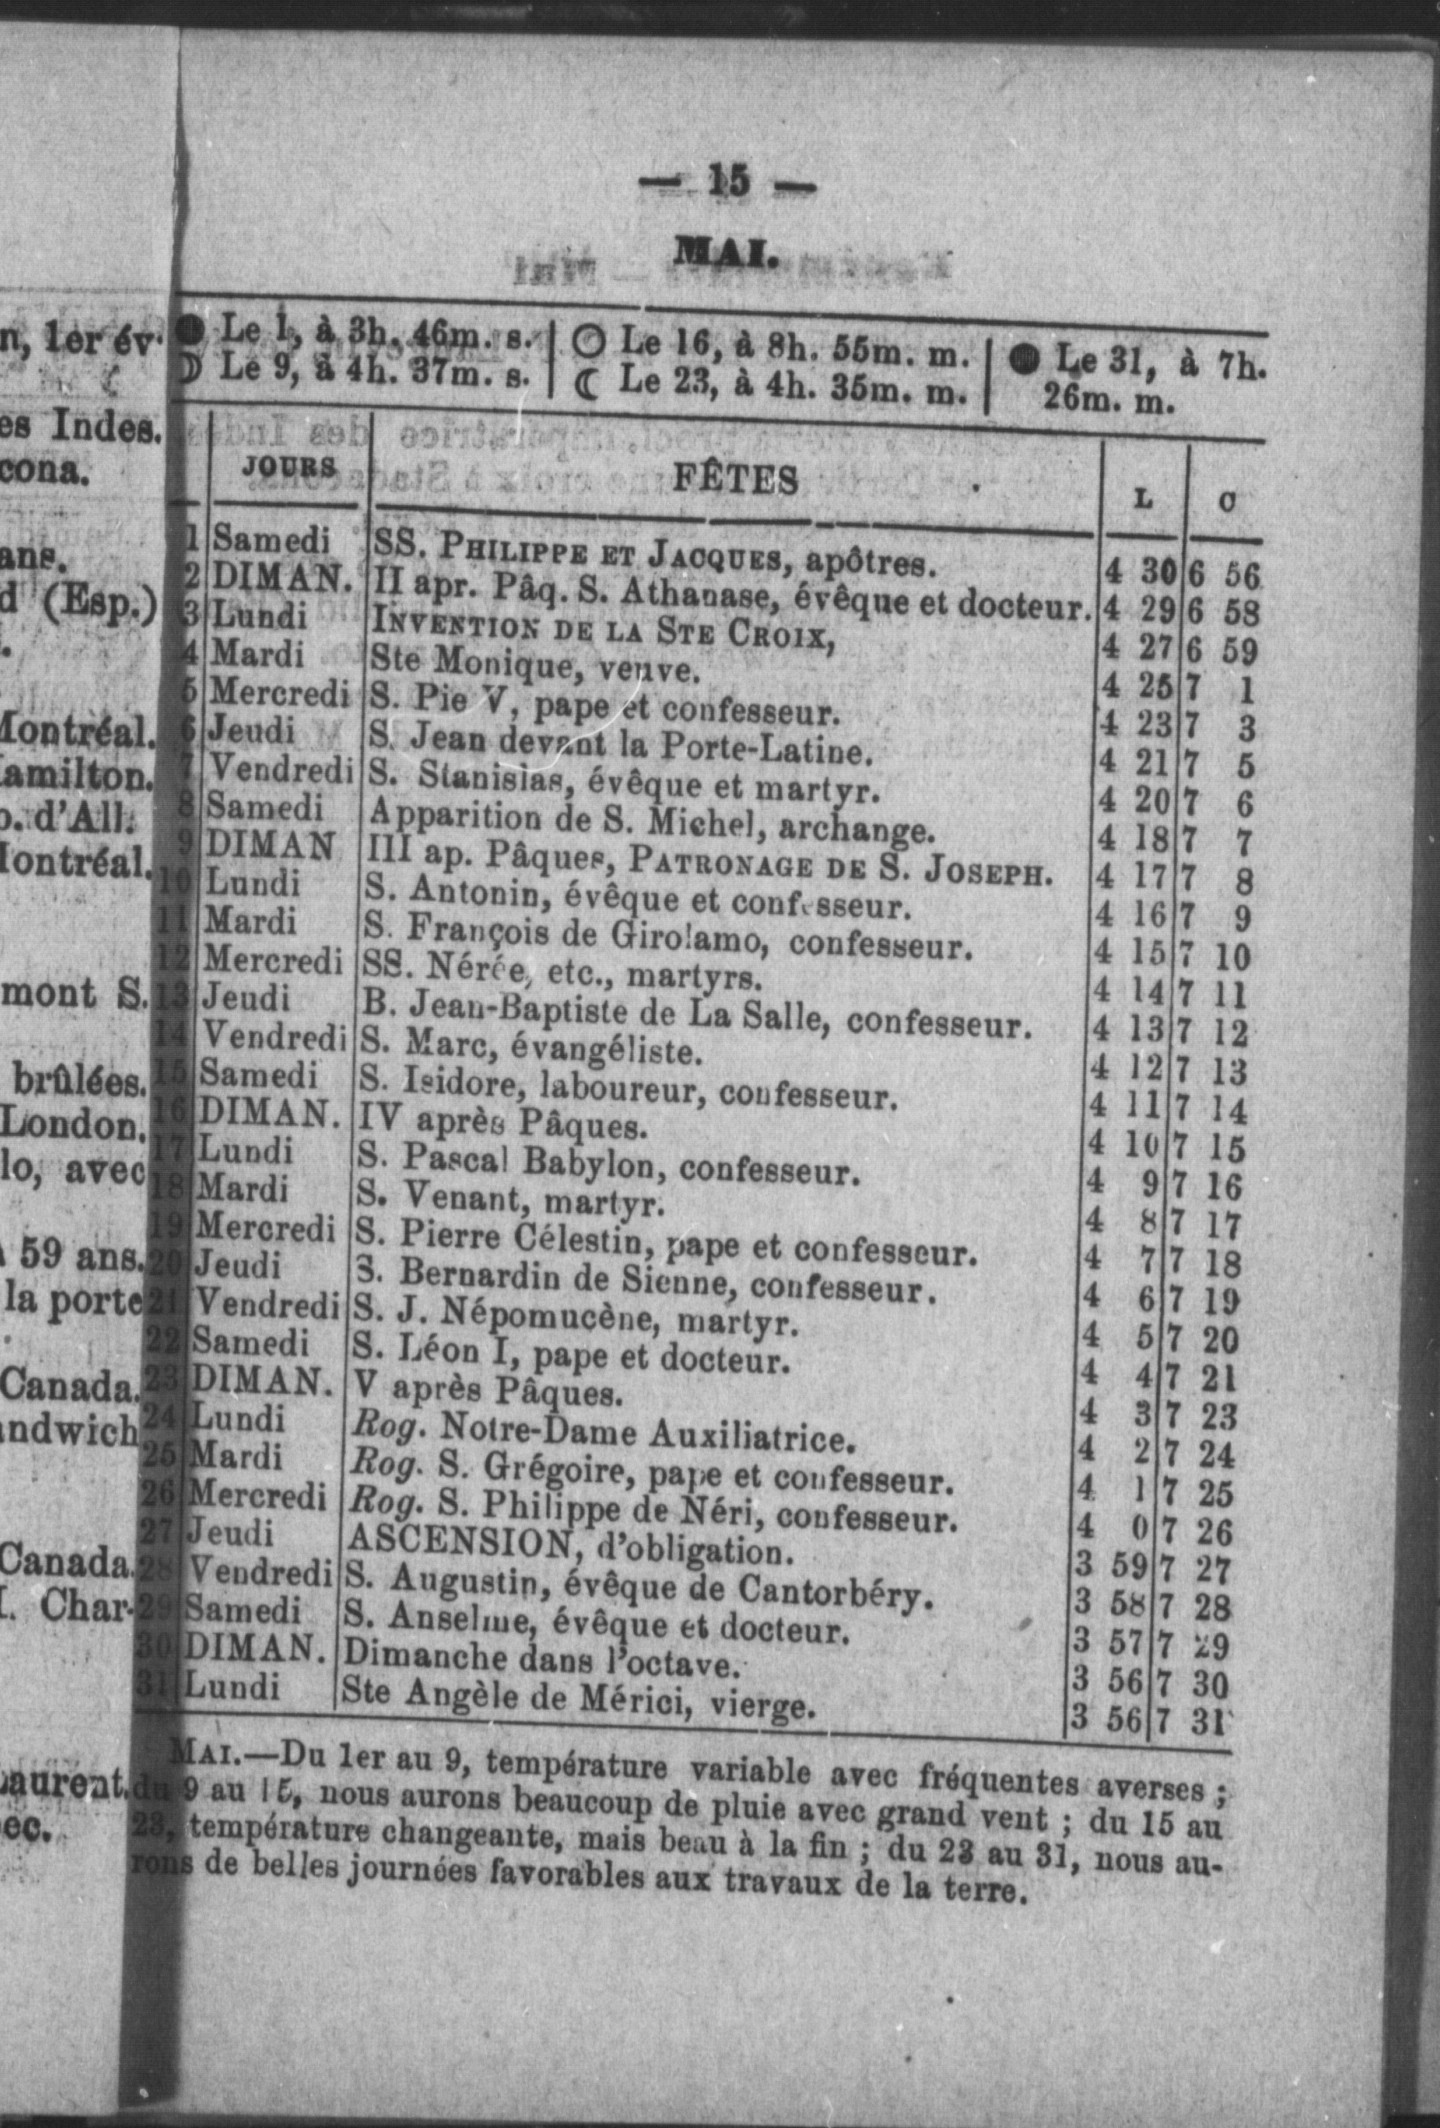 — 15 —
MAI.
Le 1, à 3h. 46m. s.
Le 9, à 4h. 37m. s.
Le 16, à 8h. 55m. m.
Le 23, à 4h. 35m. m.
Le 31, à 7h.
26m. m.
JOURS FÊTES L C
1 Samedi SS. PHILIPPE ET JACQUES, apôtres. 4 30 6 56
2 DIMAN. II apr. Pâq. S. Athanase, évêque et docteur. 4 29 6 58
3 Lundi INVENTION DE LA STE CROIX, 4 27 6 59
4 Mardi Ste Monique, veuve. 4 25 7 1
5 Mercredi S. Pie V, pape et confesseur. 4 23 7 3
6 Jeudi S. Jean devant la Porte-Latine. 4 21 7 5
7 Vendredi S. Stanislas, évêque et martyr. 4 20 7 6
8 Samedi Apparition de S. Michel, archange. 4 18 7 7
9 DIMAN III ap. Pâques, PATRONAGE DE S. JOSEPH. 4 17 7 8
10 Lundi S. Antonin, évêque et confesseur. 4 16 7 9
11 Mardi S. François de Girolamo, confesseur. 4 15 7 10
12 Mercredi SS. Nérée, etc., martyrs. 4 14 7 11
13 Jeudi B. Jean-Baptiste de La Salle, confesseur. 4 13 7 12
14 Vendredi S. Marc, évangéliste. 4 12 7 13
15 Samedi S. Isidore, laboureur, confesseur. 4 11 7 14
16 DIMAN. IV après Pâques. 4 10 7 15
17 Lundi S. Pascal Babylon, confesseur. 4 9 7 16
18 Mardi S. Venant, martyr. 4 8 7 17
19 Mercredi S. Pierre Célestin, pape et confesseur. 4 7 7 18
20 Jeudi S. Bernardin de Sienne, confesseur. 4 6 7 19
21 Vendredi S. J. Népomucène, martyr. 4 5 7 20
22 Samedi S. Léon I, pape et docteur. 4 4 7 21
23 DIMAN. V après Pâques. 4 3 7 23
24 Lundi Rog. Notre-Dame Auxiliatrice. 4 2 7 24
25 Mardi Rog. S. Grégoire, pape et confesseur. 4 1 7 25
26 Mercredi Rog. S. Philippe de Néri, confesseur. 4 0 7 26
27 Jeudi ASCENSION, d'obligation. 3 59 7 27
28 Vendredi S. Augustin, évêque de Cantorbéry. 3 58 7 28
29 Samedi S. Anselme, évêque et docteur. 3 57 7 29
30 DIMAN. Dimanche dans l'octave. 3 56 7 30
31 Lundi Ste Angèle de Mérici, vierge. 3 56 7 31
MAI.—Du 1er au 9, température variable avec fréquentes averses ;
du 9 au 15, nous aurons beaucoup de pluie avec grand vent ; du 15 au
23, température changeante, mais beau à la fin ; du 23 au 31, nous au-
rons de belles journées favorables aux travaux de la terre.
n, 1er év.
es Indes.
cona.
ans.
d (Esp.)
Montréal.
Hamilton.
p. d'All.
Montréal.
mont S.
brûlées.
London.
lo, avec
59 ans.
la porte
Canada.
andwich
Canada.
I. Char-
Laurent.
ec.